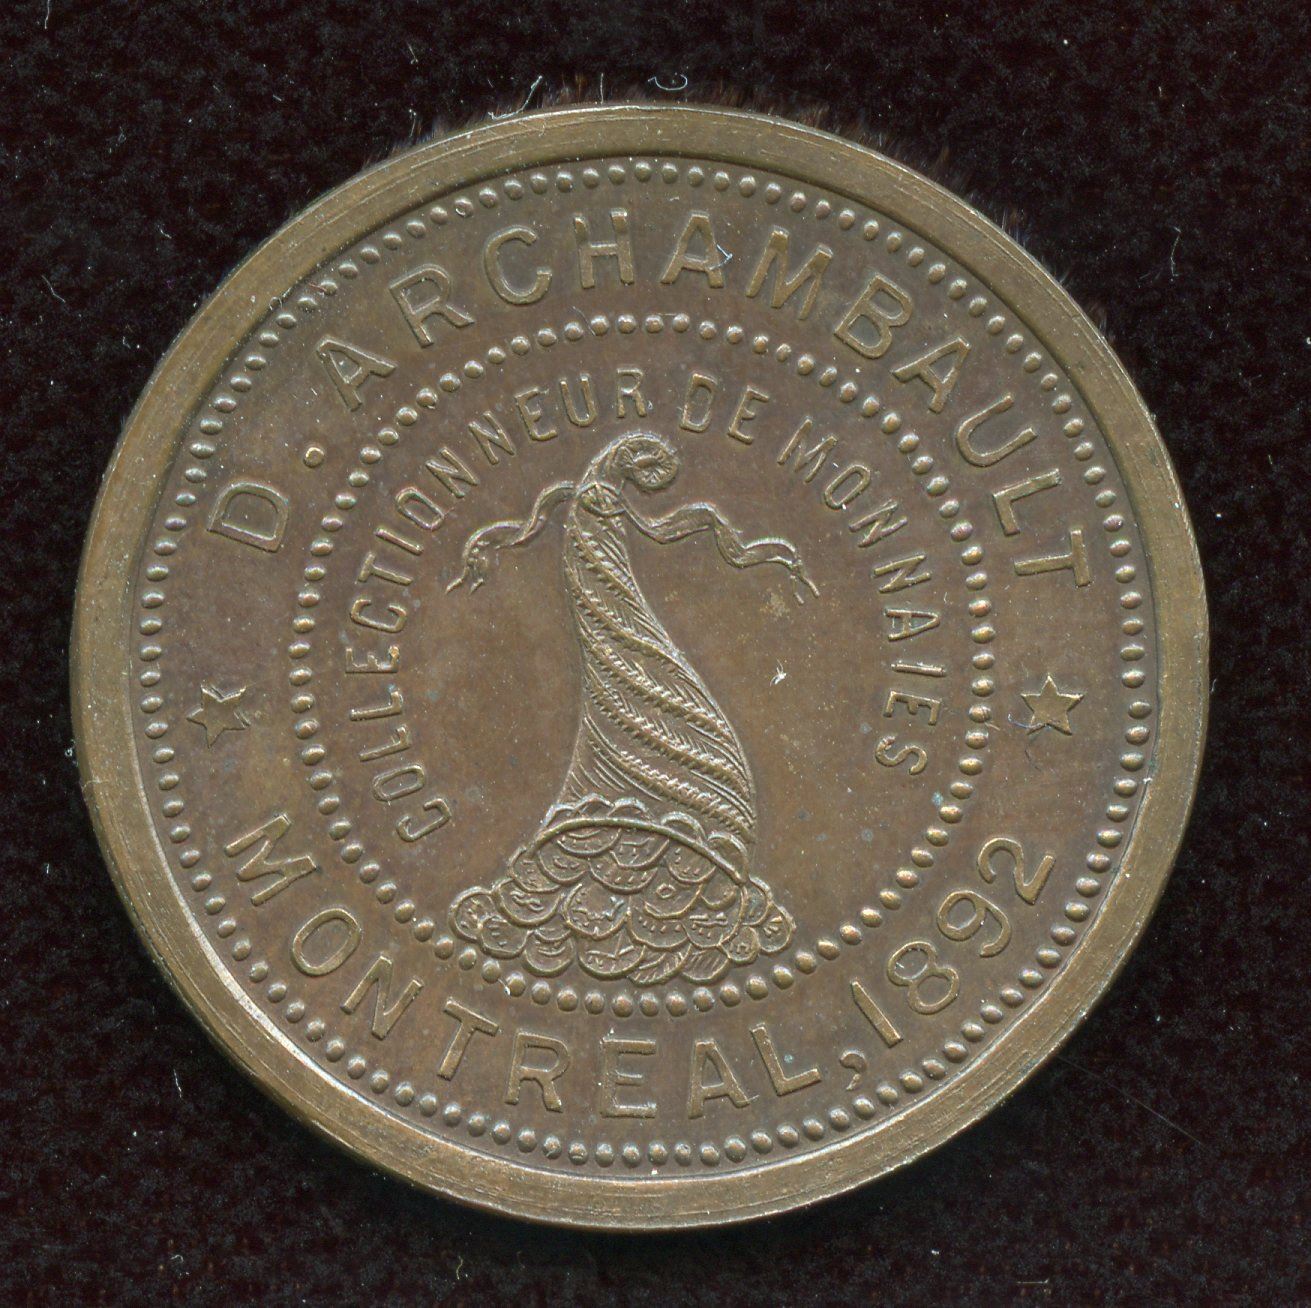 D. ARCHAMBAULT
COLLECTIONNEUR DE MONNAIES
MONTREAL, 1892